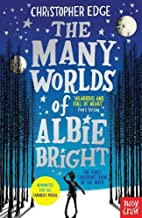 CHRISTOPHER EDGE
THE
MANY
WORLDS
of
ALBIE
BRIGHT
'HILARIOUS AND
FULL OF HEART'
THE TIMES
CHILDREN'S BOOK
OF THE WEEK
NOMINATED
FOR THE
CARNEGIE MEDAL
nosy
crow